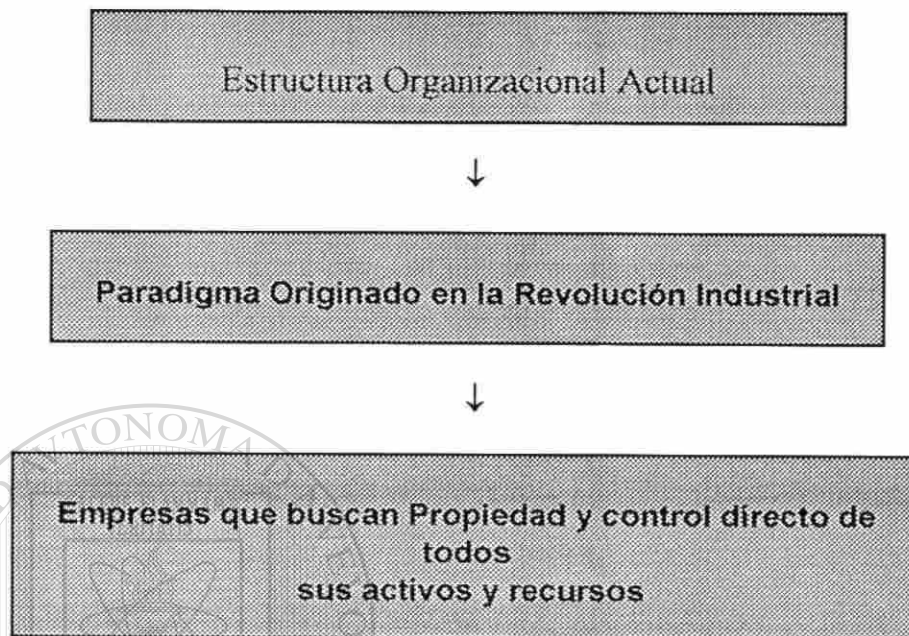 Estructura Organizacional Actual
↓
Paradigma Originado en la Revolución Industrial
↓
Empresas que buscan Propiedad y control directo de
todos
sus activos y recursos